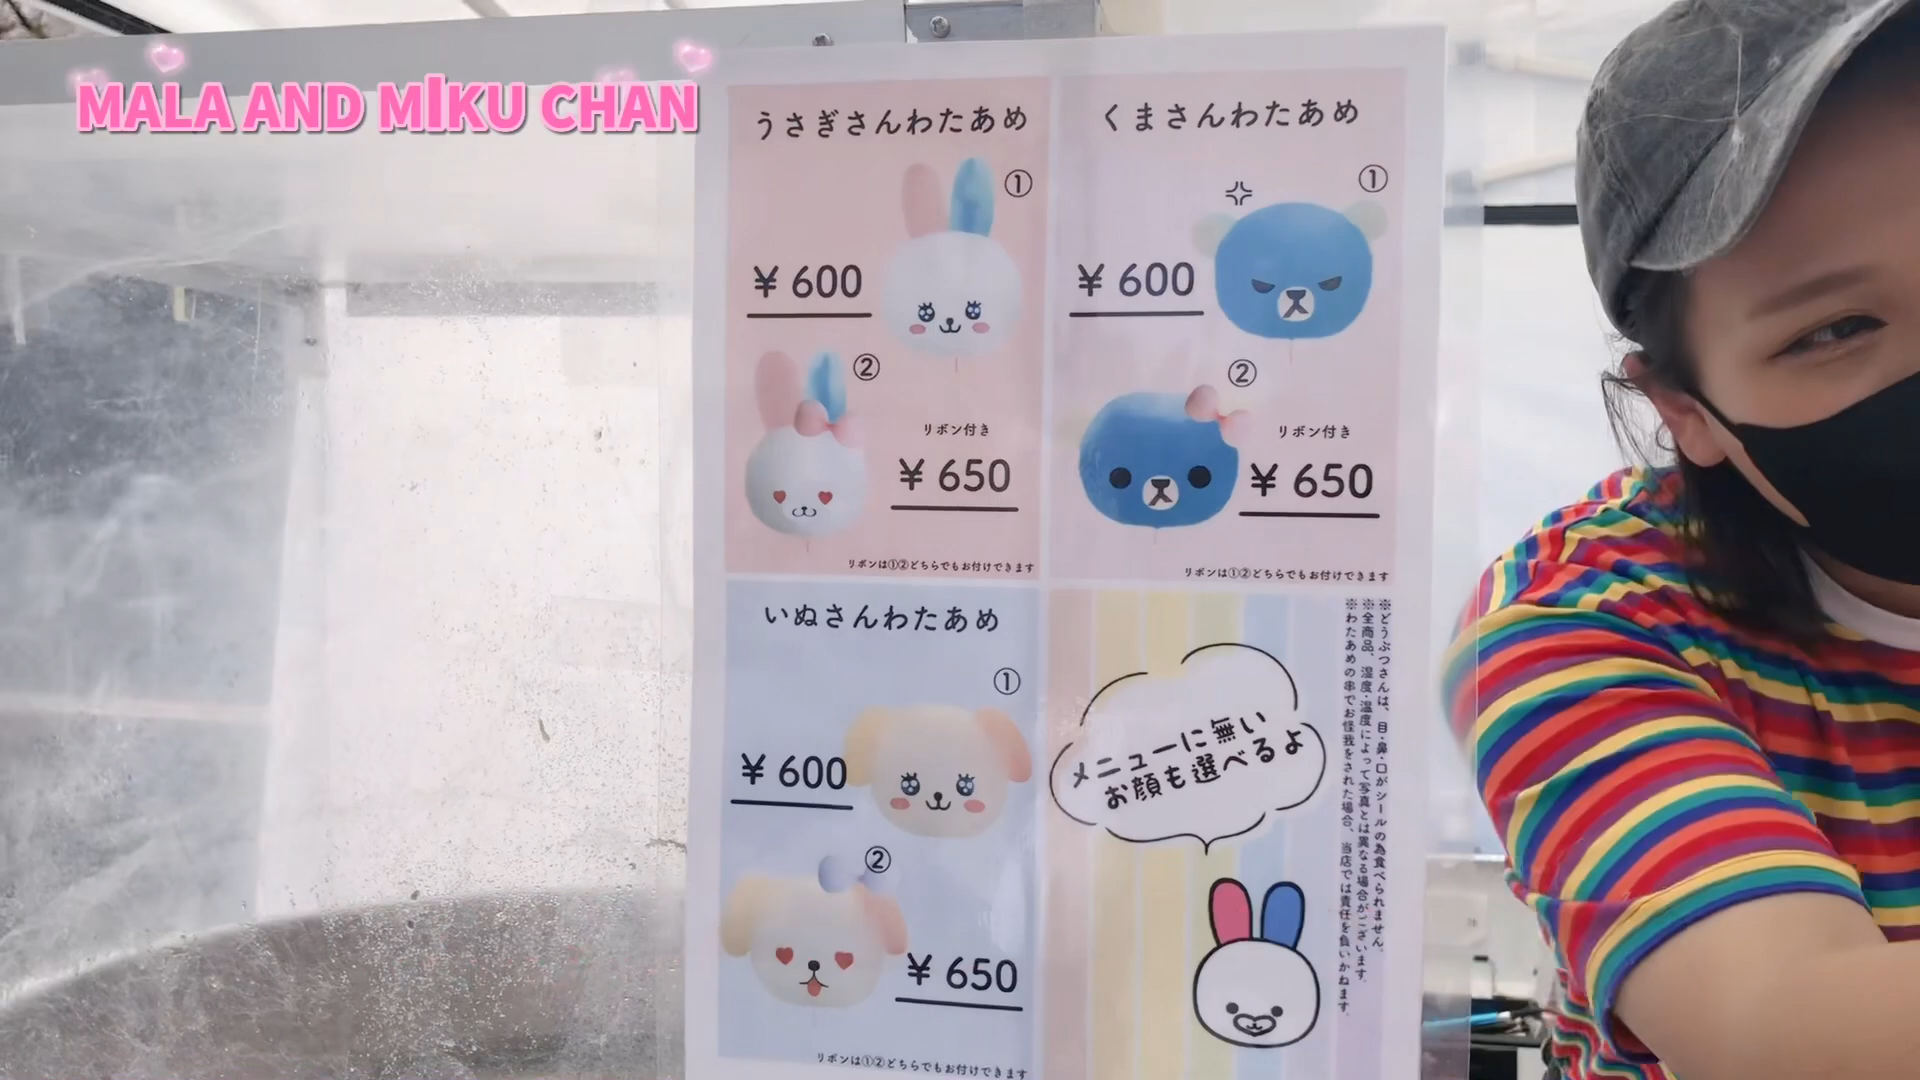 MALA AND MIKU CHAN
うさぎさんわたあめ
①
¥600
②
リボン付き
¥650
リボンは①②どちらでもお付けできます
くまさんわたあめ
①
¥600
②
リボン付き
¥650
リボンは①②どちらでもお付けできます
いぬさんわたあめ
①
¥600
②
¥650
リボンは①②どちらでもお付けできます
メニューに無い
お顔も選べるよ
※どうぶつさんは、目・鼻・口がシールの為食べられません。
※全商品、湿度・温度によって写真とは異なる場合がございます。
※わたあめの串でお怪我をされた場合、当店では責任を負いかねます。